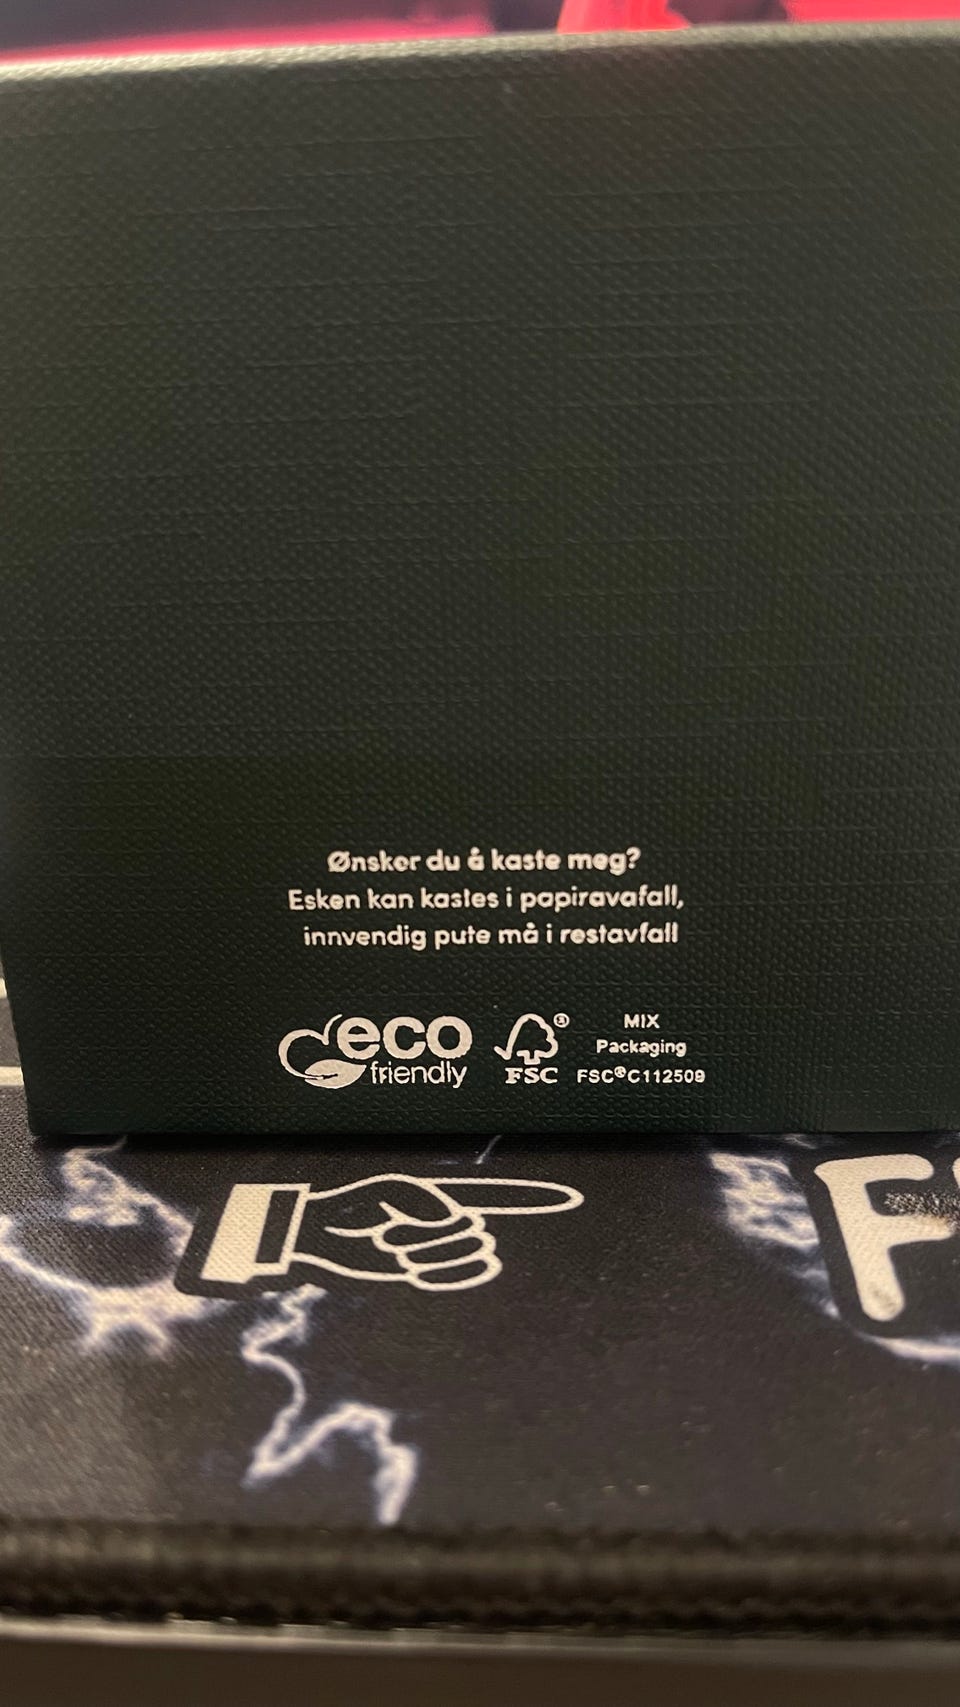 Ønsker du å kaste meg?
Esken kan kastes i papiravafall,
innvendig pute må i restavfall
eco
friendly
FSC®
MIX
Packaging
FSC® C112509
F